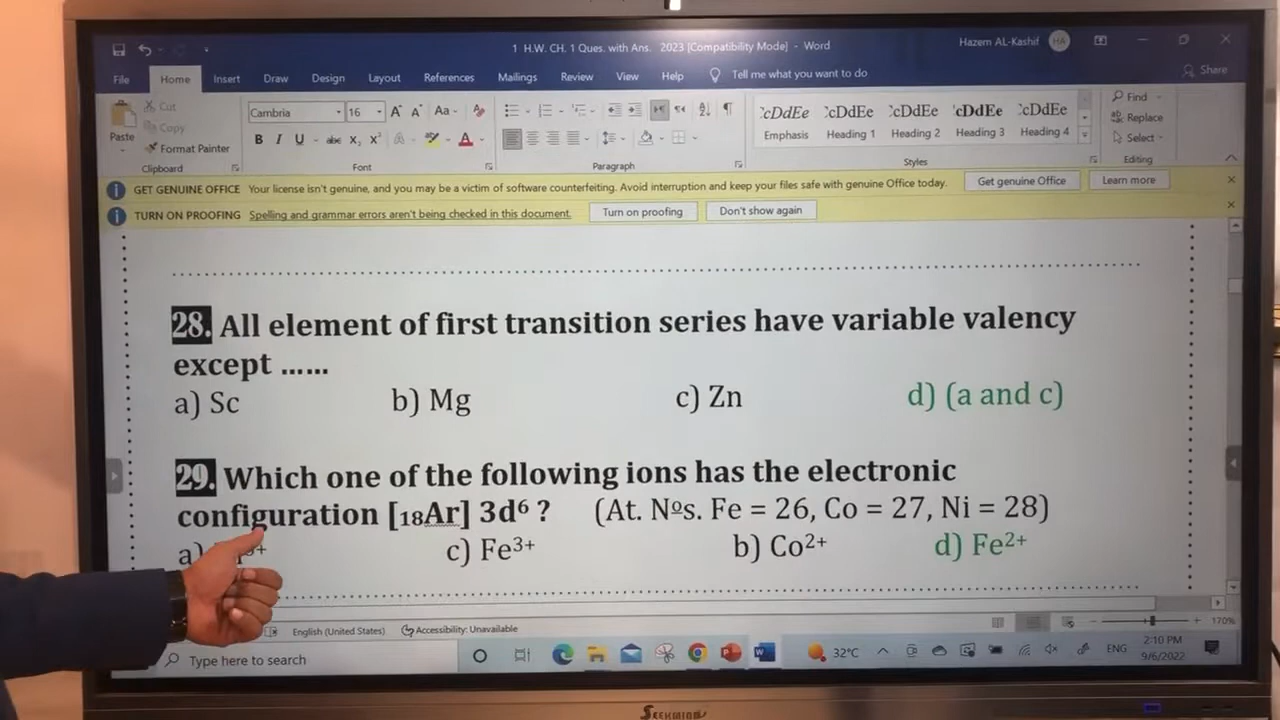 1 H.W. CH. 1 Ques. with Ans. 2023 [Compatibility Mode] - Word
Hazem AL-Kashif HA
File Home Insert Draw Design Layout References Mailings Review View Help Tell me what you want to do Share
Cut
Copy
Paste
Format Painter
Clipboard
Cambria 16
Font
Paragraph
Emphasis Heading 1 Heading 2 Heading 3 Heading 4
Styles
Find
Replace
Select
Editing
GET GENUINE OFFICE Your license isn't genuine, and you may be a victim of software counterfeiting. Avoid interruption and keep your files safe with genuine Office today. Get genuine Office Learn more
TURN ON PROOFING Spelling and grammar errors aren't being checked in this document. Turn on proofing Don't show again
28. All element of first transition series have variable valency
except ......
a) Sc b) Mg c) Zn d) (a and c)
29. Which one of the following ions has the electronic
configuration [₁₈Ar] 3d⁶ ? (At. Nºs. Fe = 26, Co = 27, Ni = 28)
a) c) Fe³⁺ b) Co²⁺ d) Fe²⁺
English (United States) Accessibility: Unavailable 170%
Type here to search 32°C ENG 2:10 PM
9/6/2022
SEEKMIND